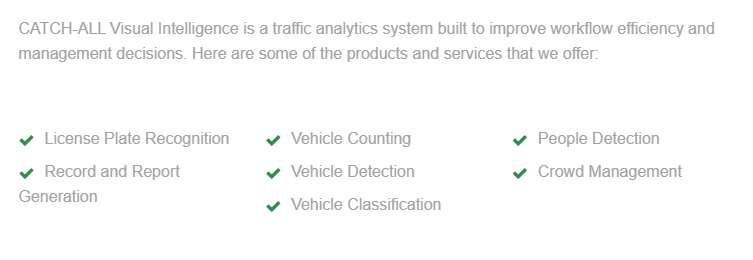 CATCH-ALL Visual Intelligence is a traffic analytics system built to improve workflow efficiency and
management decisions. Here are some of the products and services that we offer:
License Plate Recognition
Record and Report
Generation
Vehicle Counting
Vehicle Detection
Vehicle Classification
People Detection
Crowd Management